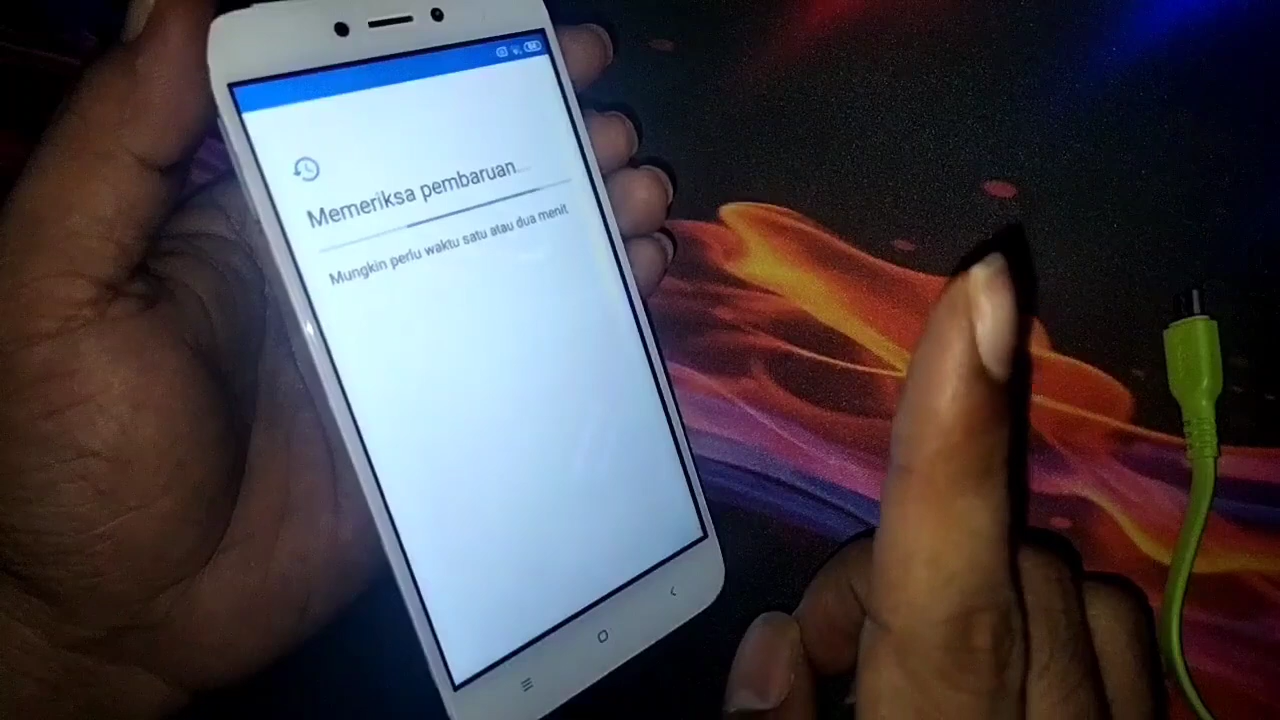 Memeriksa pembaruan...
Mungkin perlu waktu satu atau dua menit